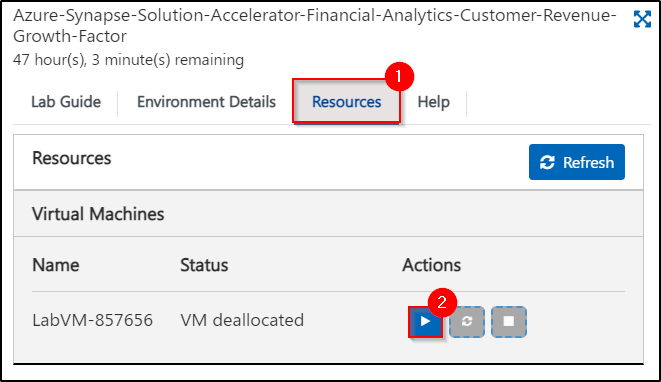 Azure-Synapse-Solution-Accelerator-Financial-Analytics-Customer-Revenue-
Growth-Factor
47 hour(s), 3 minute(s) remaining
1
Lab Guide Environment Details Resources Help
Resources Refresh
Virtual Machines
Name Status Actions
2
LabVM-857656 VM deallocated